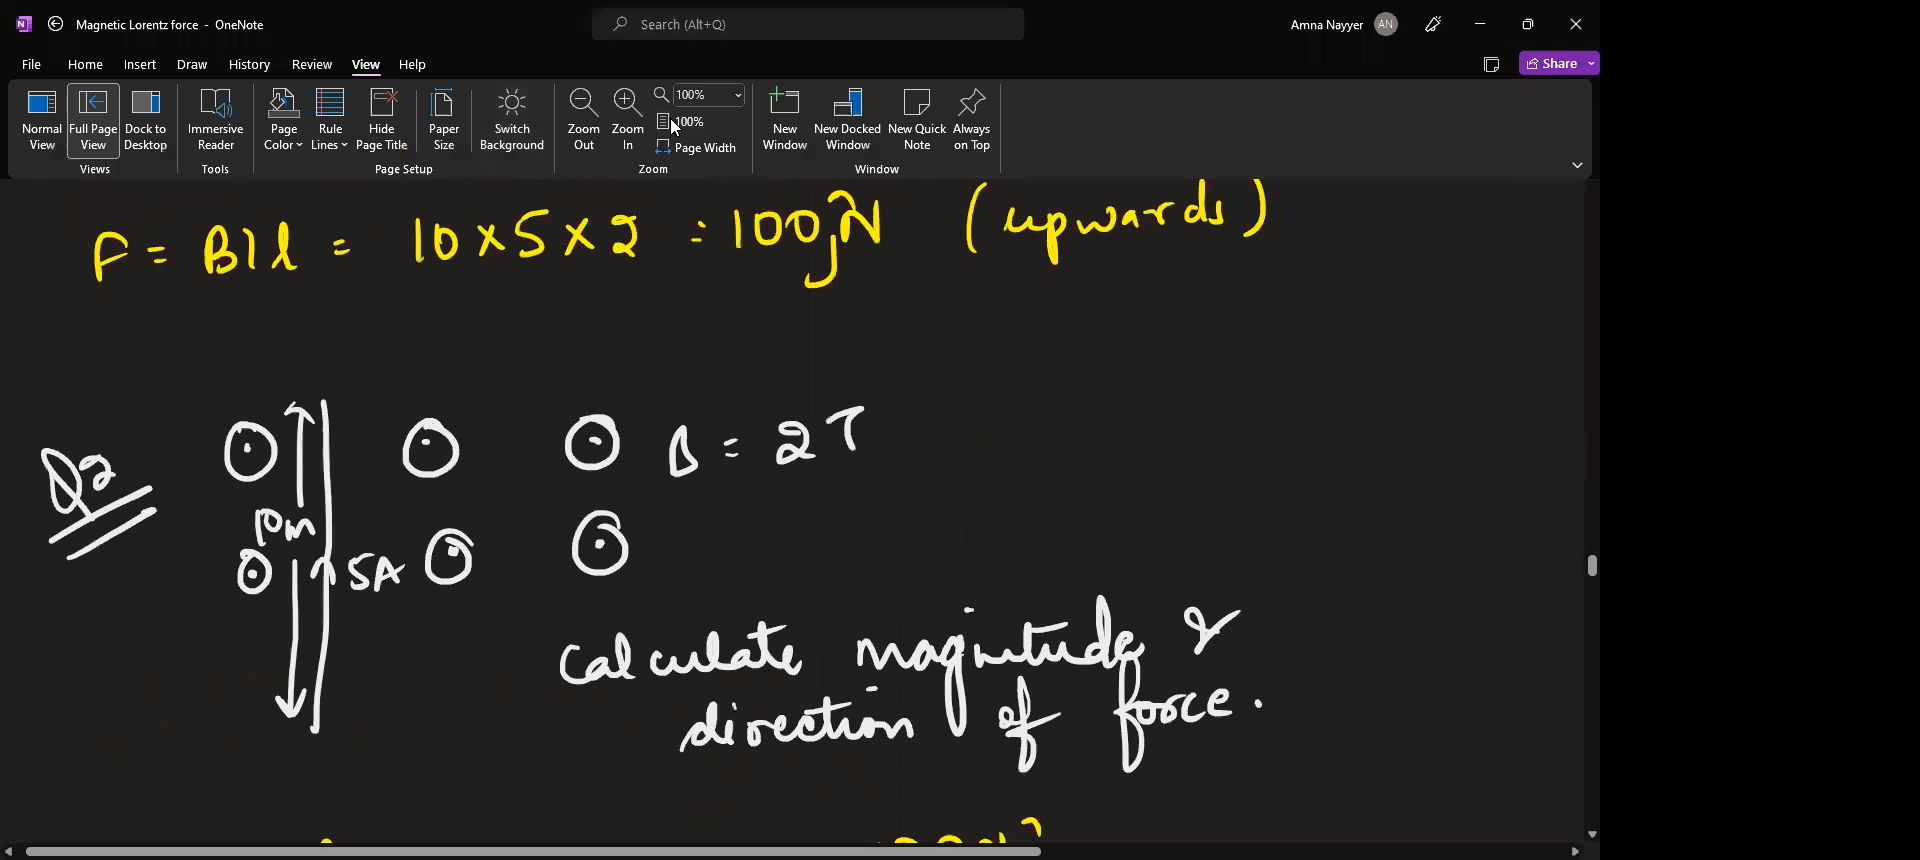 Magnetic Lorentz force - OneNote
Search (Alt+Q)
Amna Nayyer AN
File Home Insert Draw History Review View Help
Share
Normal View
Full Page View
Dock to Desktop
Immersive Reader
Page Color
Rule Lines
Hide Page Title
Paper Size
Switch Background
Zoom Out
Zoom In
100%
100%
Page Width
New Window
New Docked Window
New Quick Note
Always on Top
Views Tools Page Setup Zoom Window
F = BIl = 10 × 5 × 2 = 100 ĵ N (upwards)
Q2
B = 2 T
10m
5A
Calculate magnitude &
direction of force.